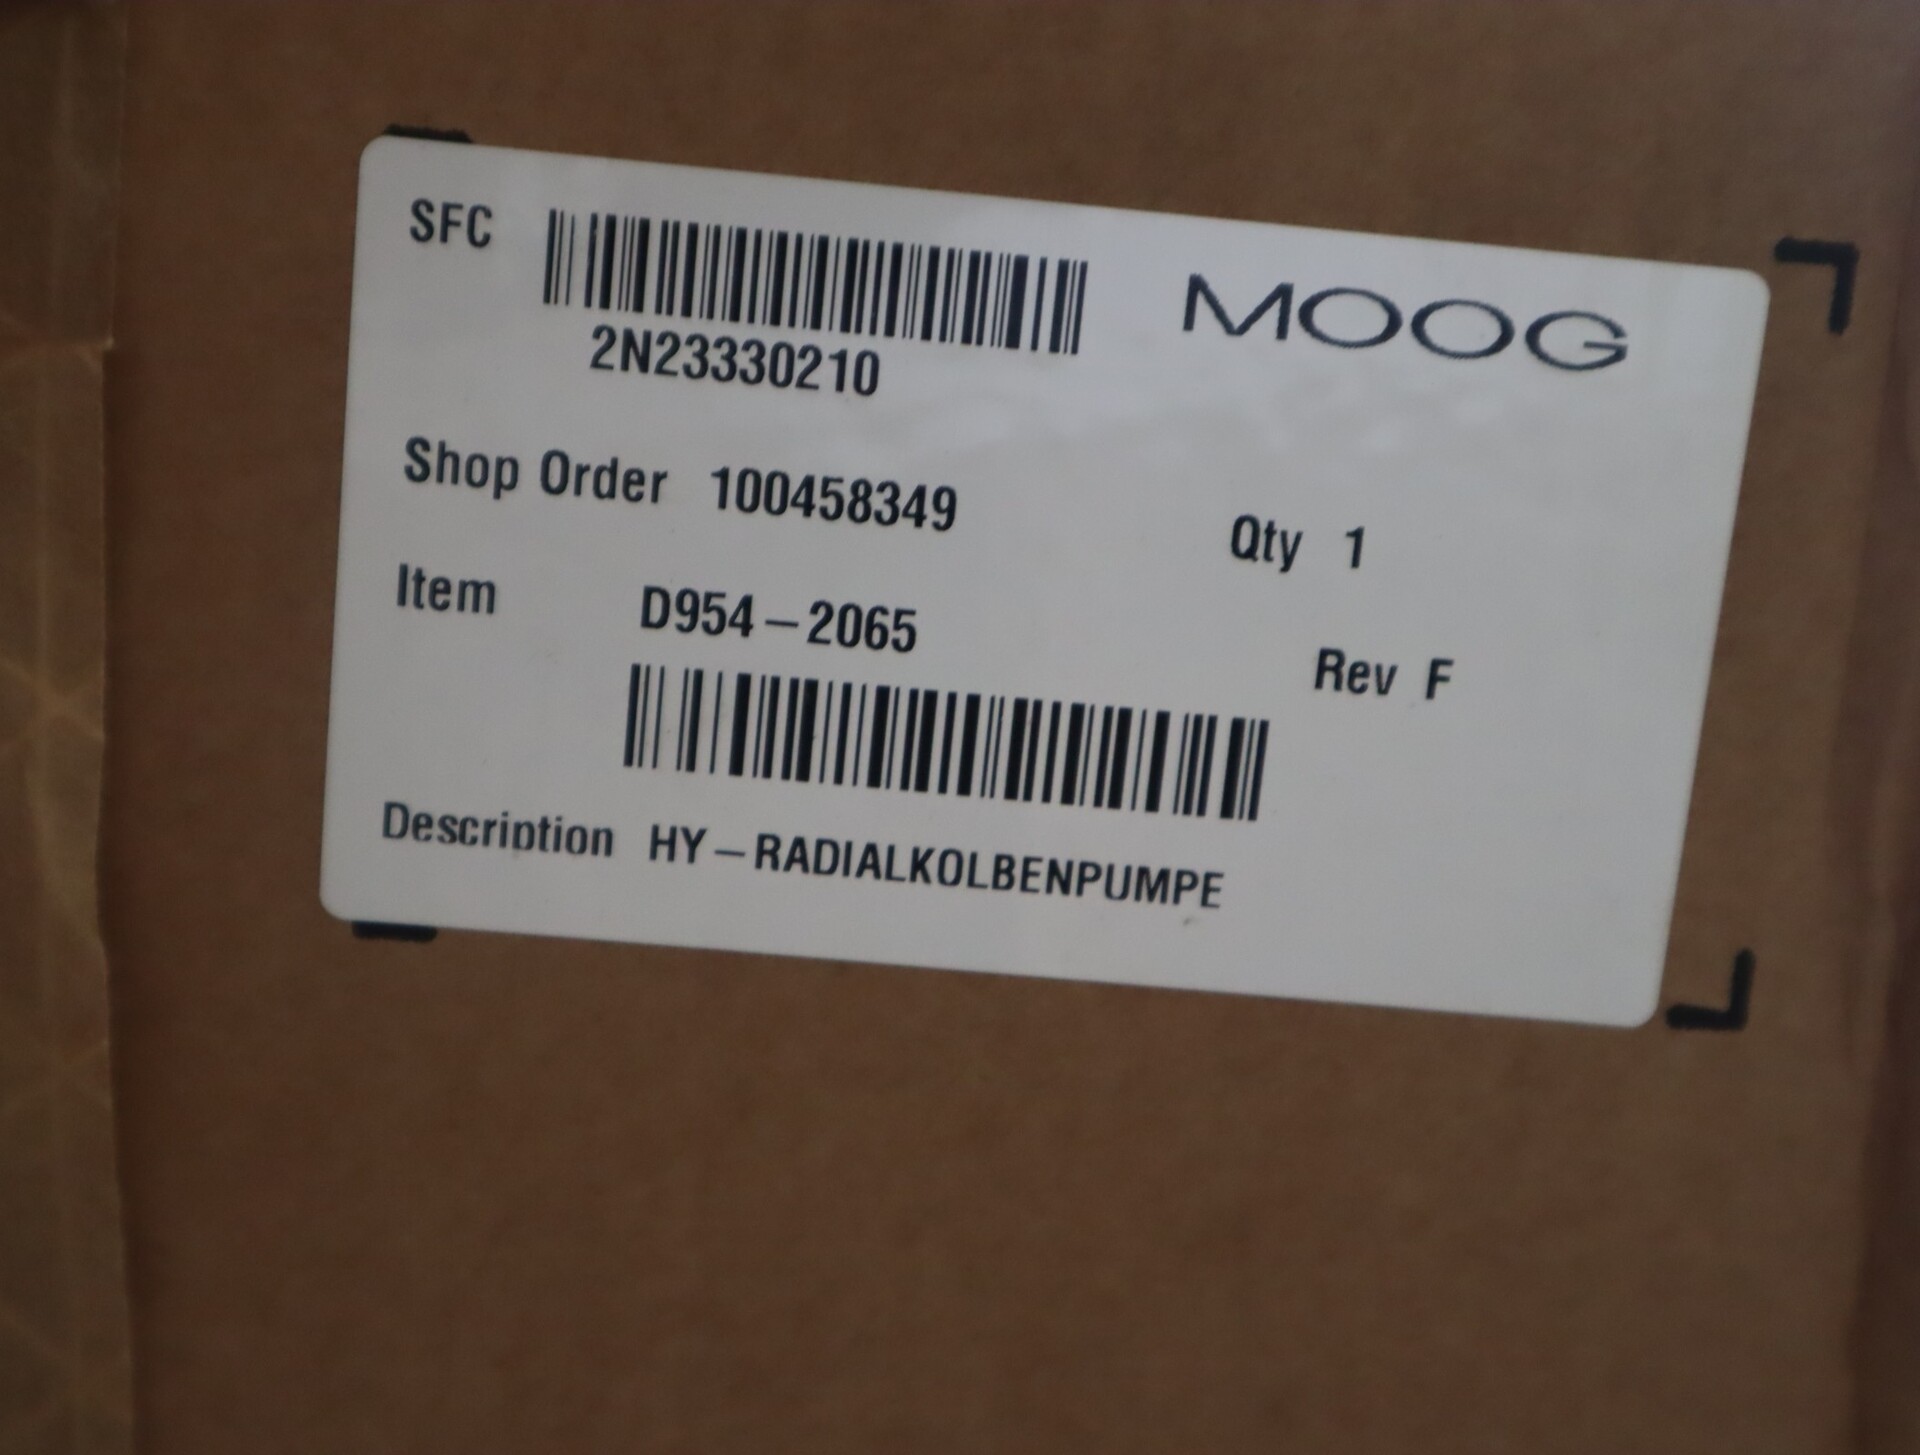 SFC
MOOG
2N23330210
Shop Order 100458349
Qty 1
Item D954-2065
Rev F
Description HY-RADIALKOLBENPUMPE